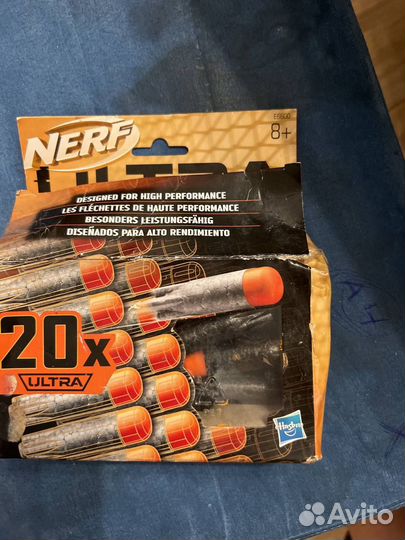 NERF
ULTRA
E6600
8+
DESIGNED FOR HIGH PERFORMANCE
LES FLÉCHETTES DE HAUTE PERFORMANCE
BESONDERS LEISTUNGSFÄHIG
DISEÑADOS PARA ALTO RENDIMIENTO
20x
ULTRA
Hasbro
Avito